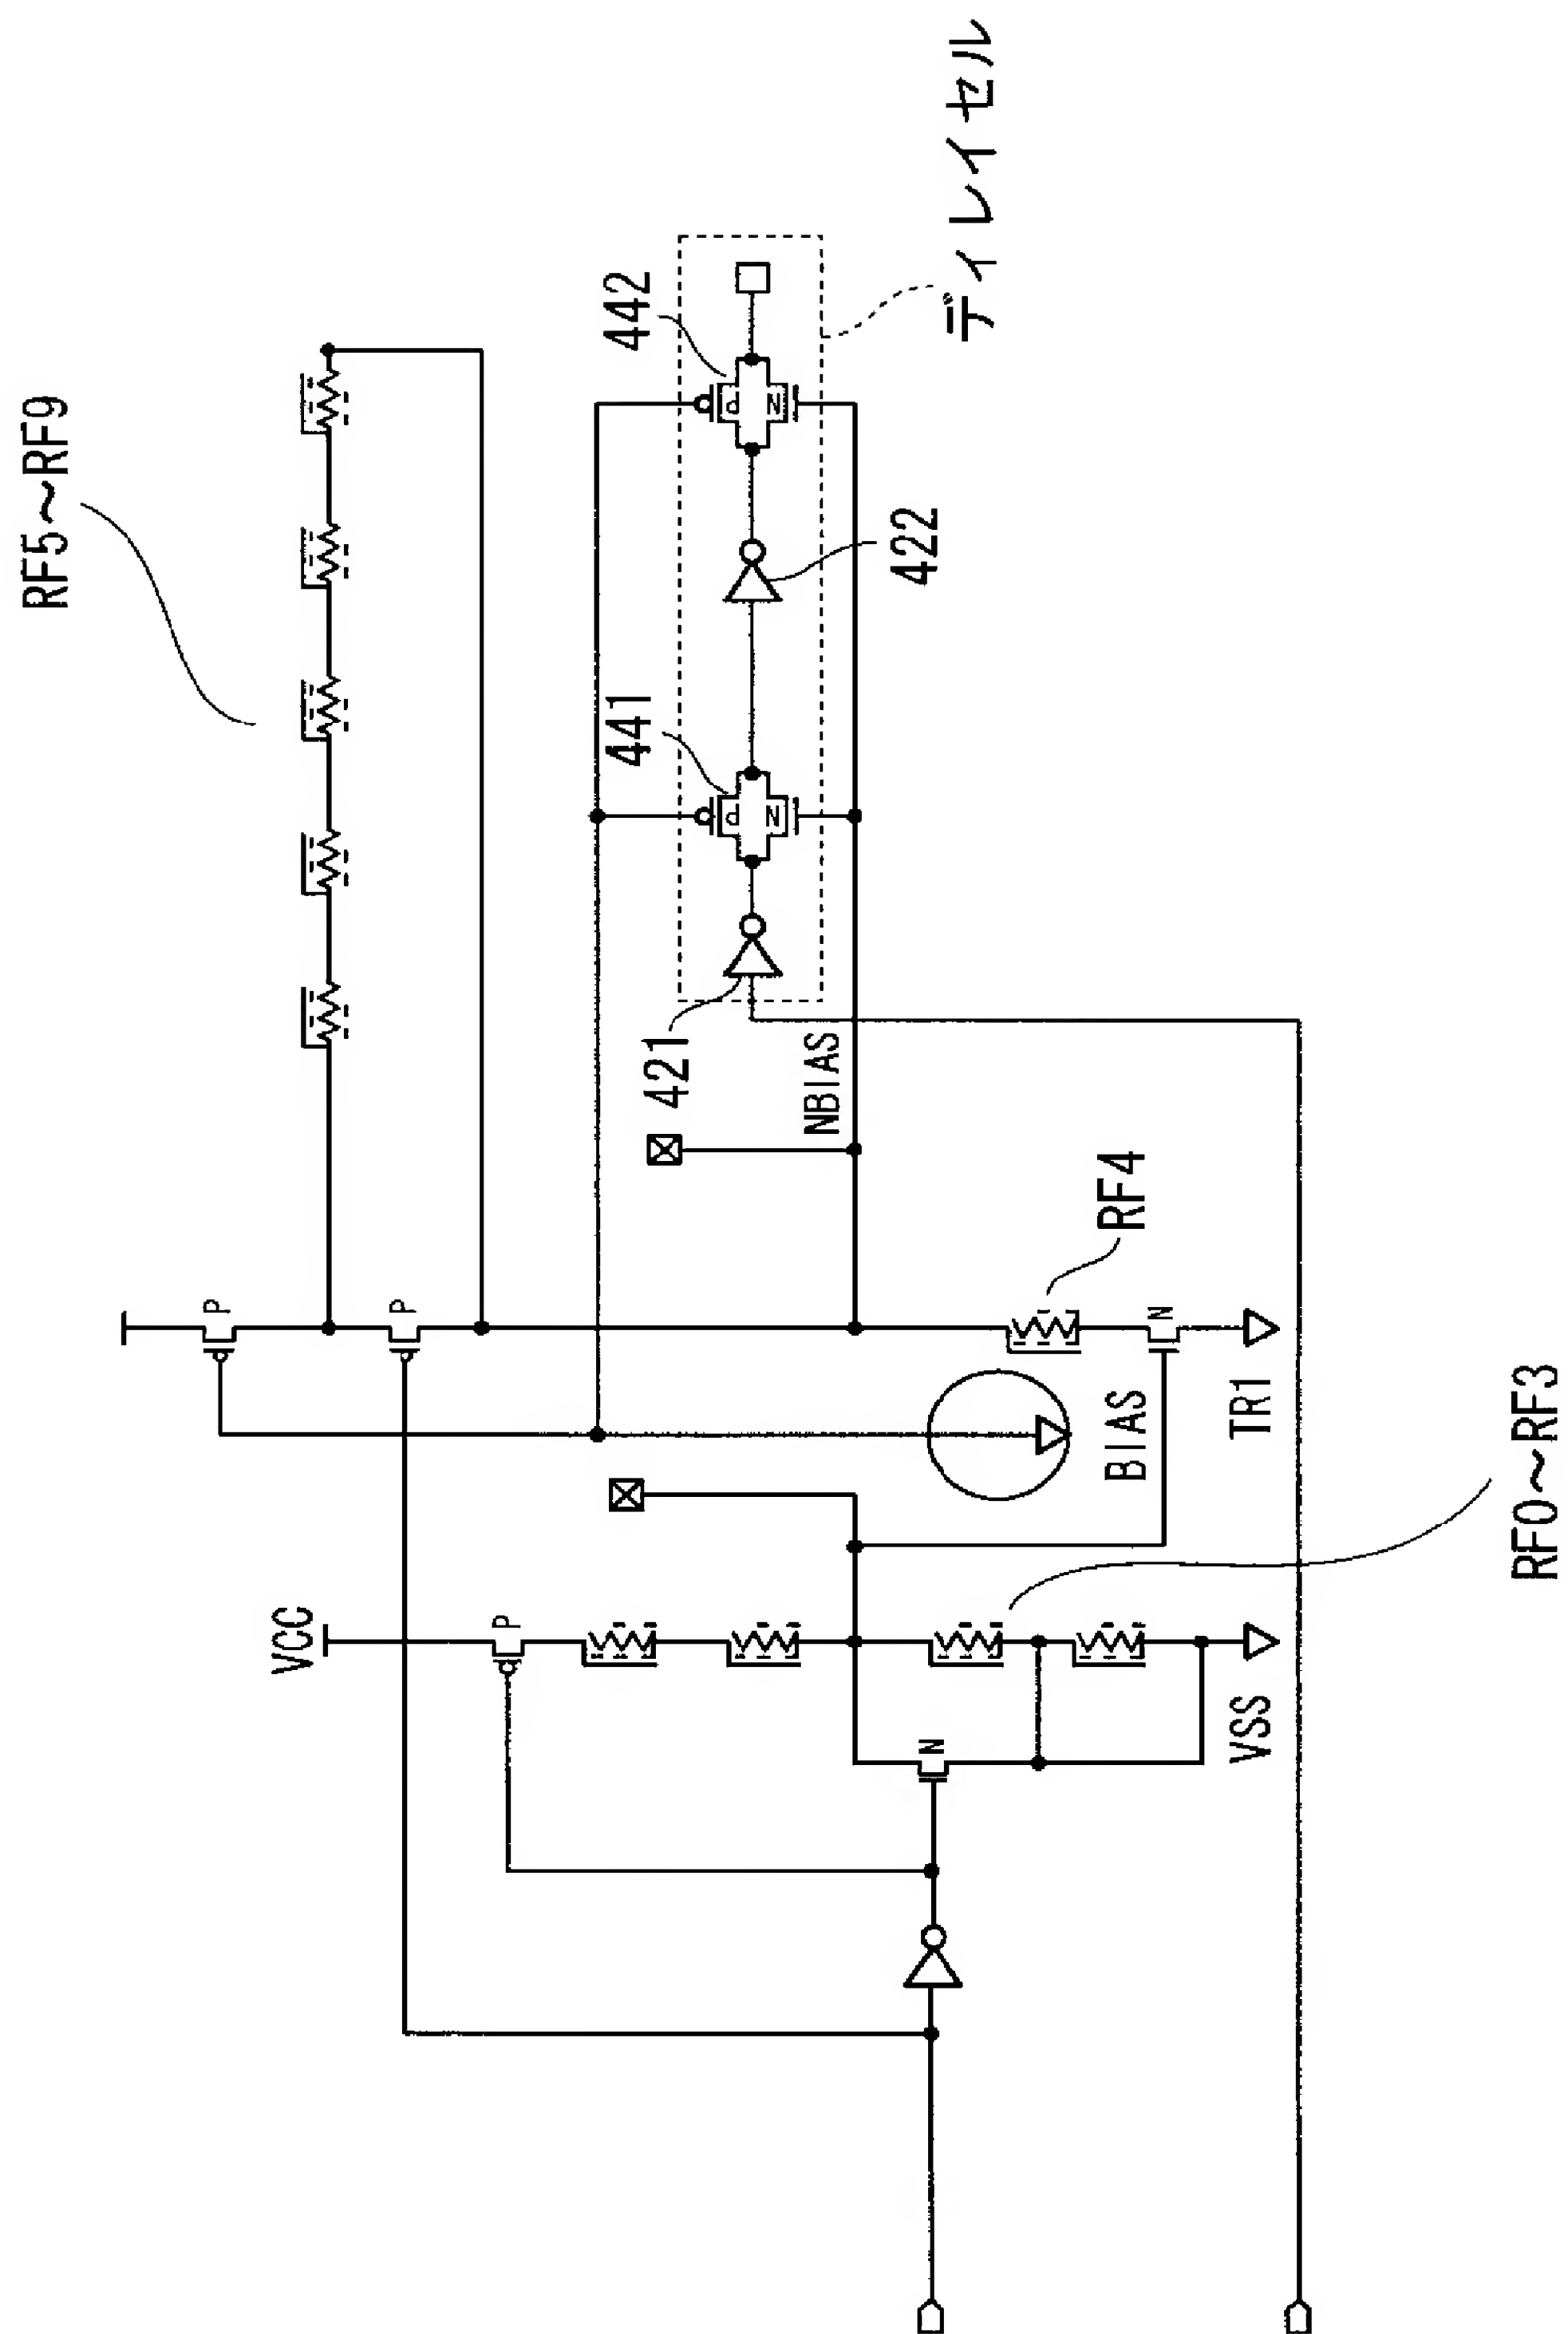 RF5～RF9
442
ディレイセル
441
422
421
NBIAS
P
P
P
N
P
N
RF4
N
TR1
BIAS
VCC
P
RF0～RF3
N
VSS